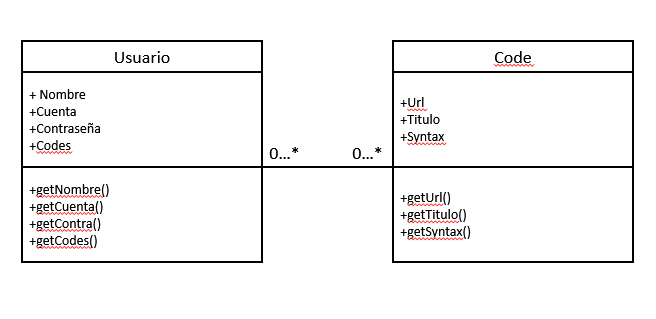 Usuario
+ Nombre
+Cuenta
+Contraseña
+Codes
+getNombre()
+getCuenta()
+getContra()
+getCodes()
0...*
0...*
Code
+Url
+Titulo
+Syntax
+getUrl()
+getTitulo()
+getSyntax()